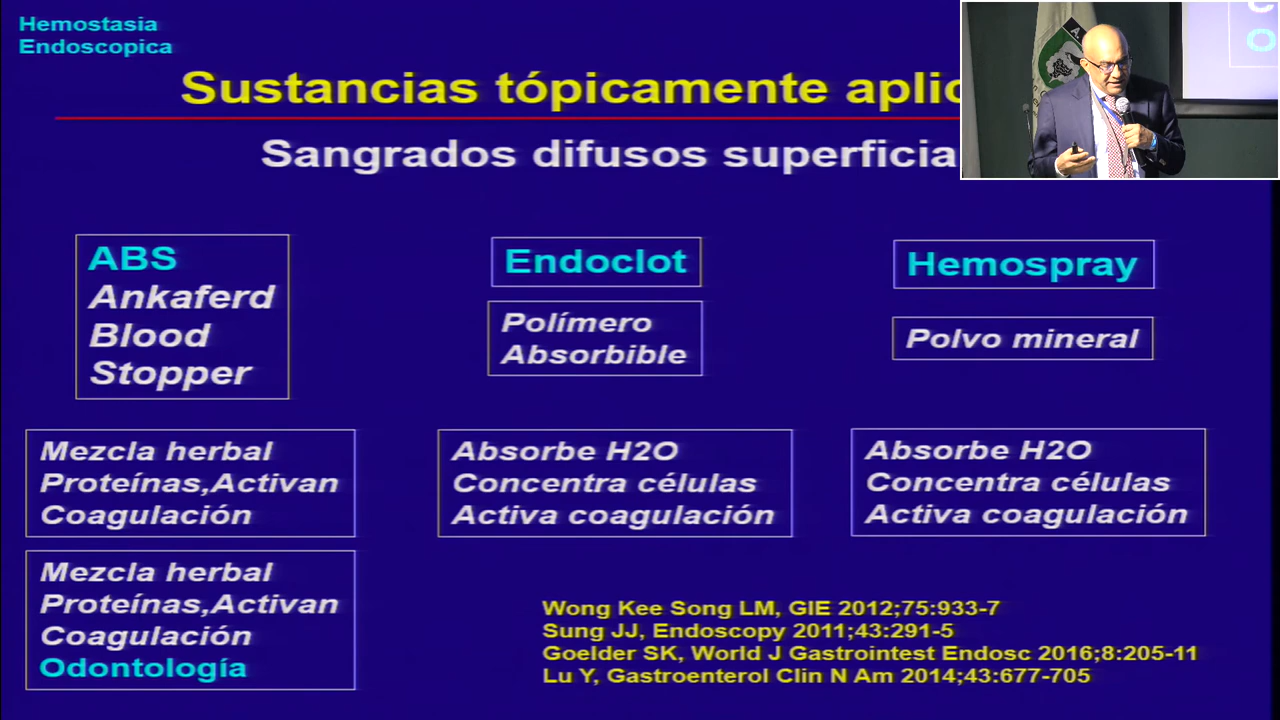 Hemostasia
Endoscopica
Sustancias tópicamente
Sangrados difusos
ABS
Ankaferd
Blood
Stopper
Endoclot
Polímero
Absorbible
Hemospray
Polvo mineral
Mezcla herbal
Proteínas,Activan
Coagulación
Absorbe H2O
Concentra células
Activa coagulación
Absorbe H2O
Concentra células
Activa coagulación
Mezcla herbal
Proteínas,Activan
Coagulación
Odontología
Wong Kee Song LM, GIE 2012;75:933-7
Sung JJ, Endoscopy 2011;43:291-5
Goelder SK, World J Gastrointest Endosc 2016;8:205-11
Lu Y, Gastroenterol Clin N Am 2014;43:677-705